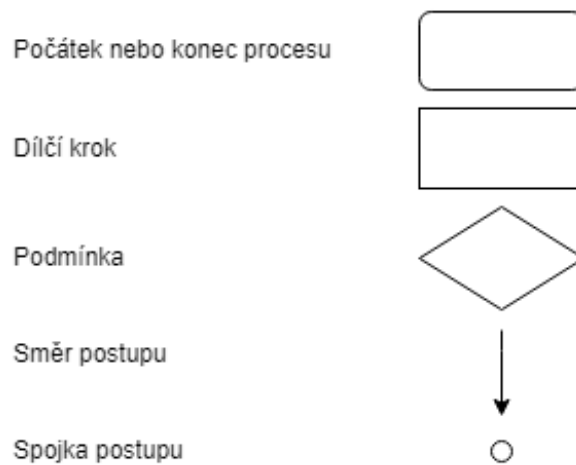 Počátek nebo konec procesu
Dílčí krok
Podmínka
Směr postupu
Spojka postupu